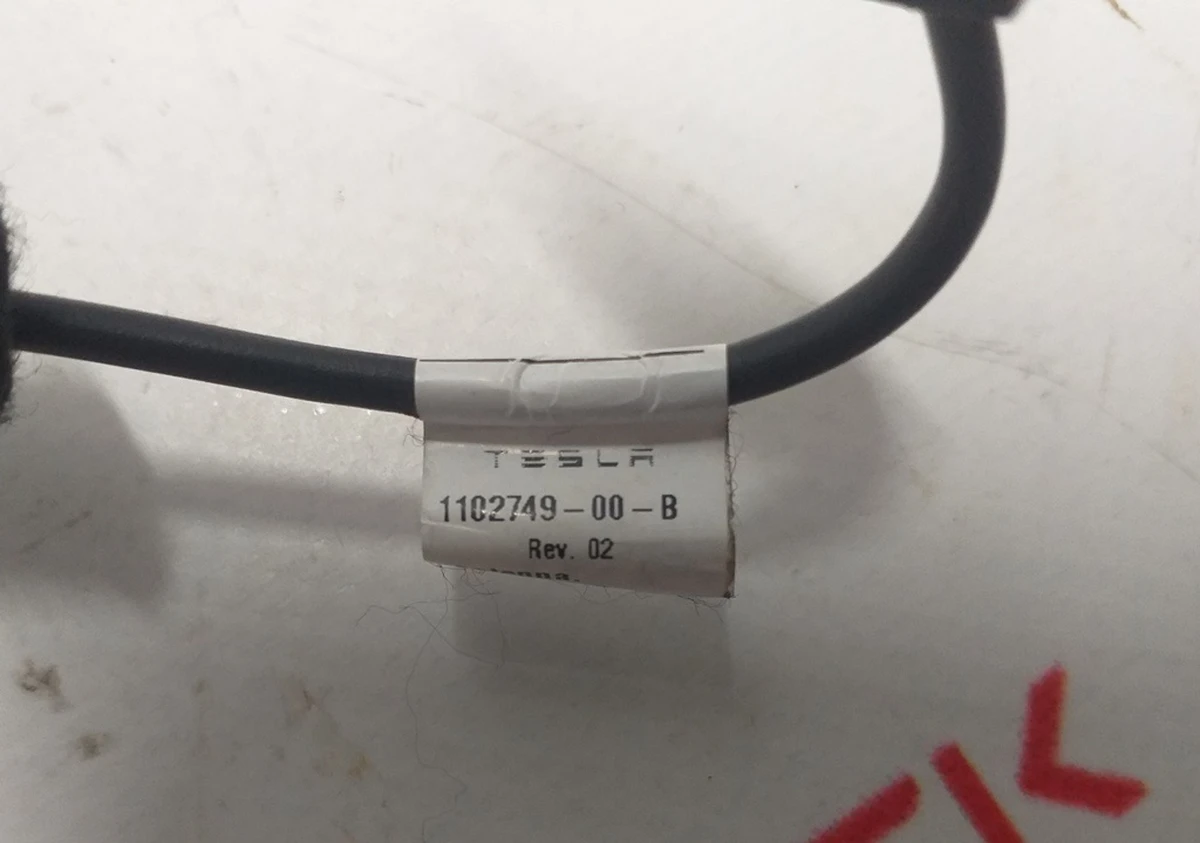 TESLA
1102749-00-B
Rev. 02